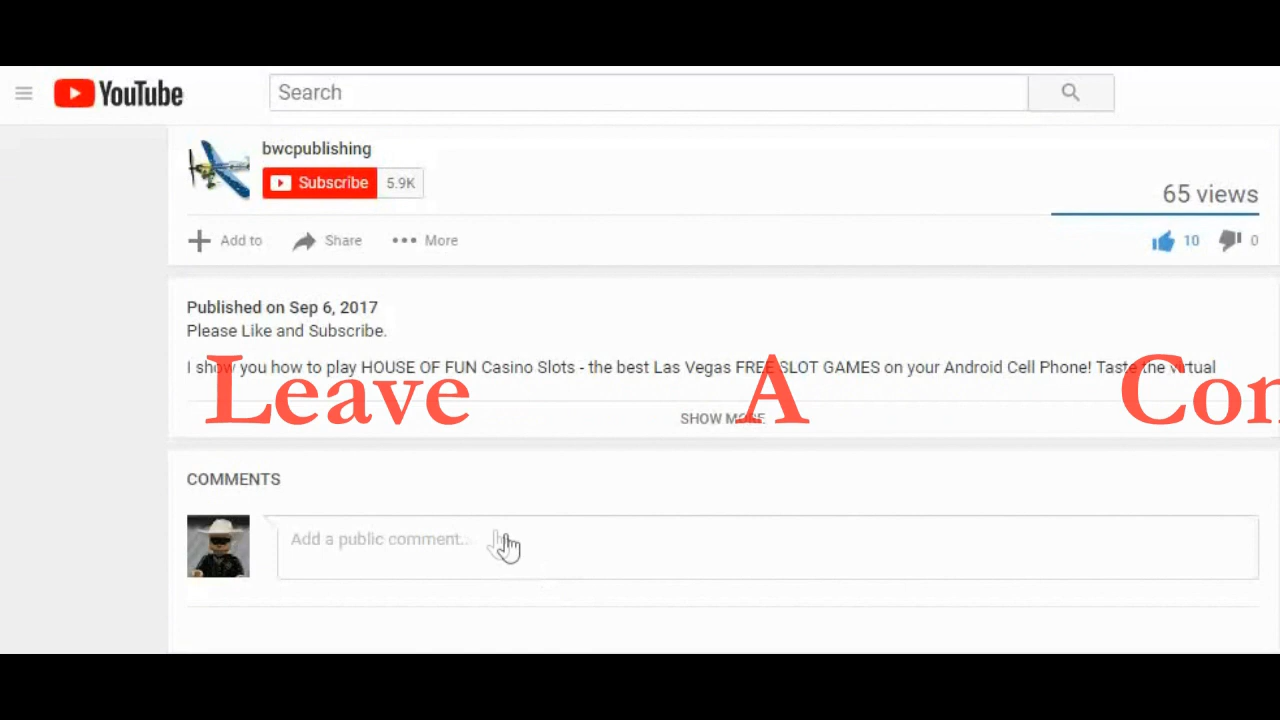 YouTube
Search
bwcpublishing
Subscribe 5.9K
65 views
Add to Share More
10 0
Published on Sep 6, 2017
Please Like and Subscribe.
I show you how to play HOUSE OF FUN Casino Slots - the best Las Vegas FREE SLOT GAMES on your Android Cell Phone! Taste the virtual
Leave A
SHOW MORE
COMMENTS
Add a public comment...